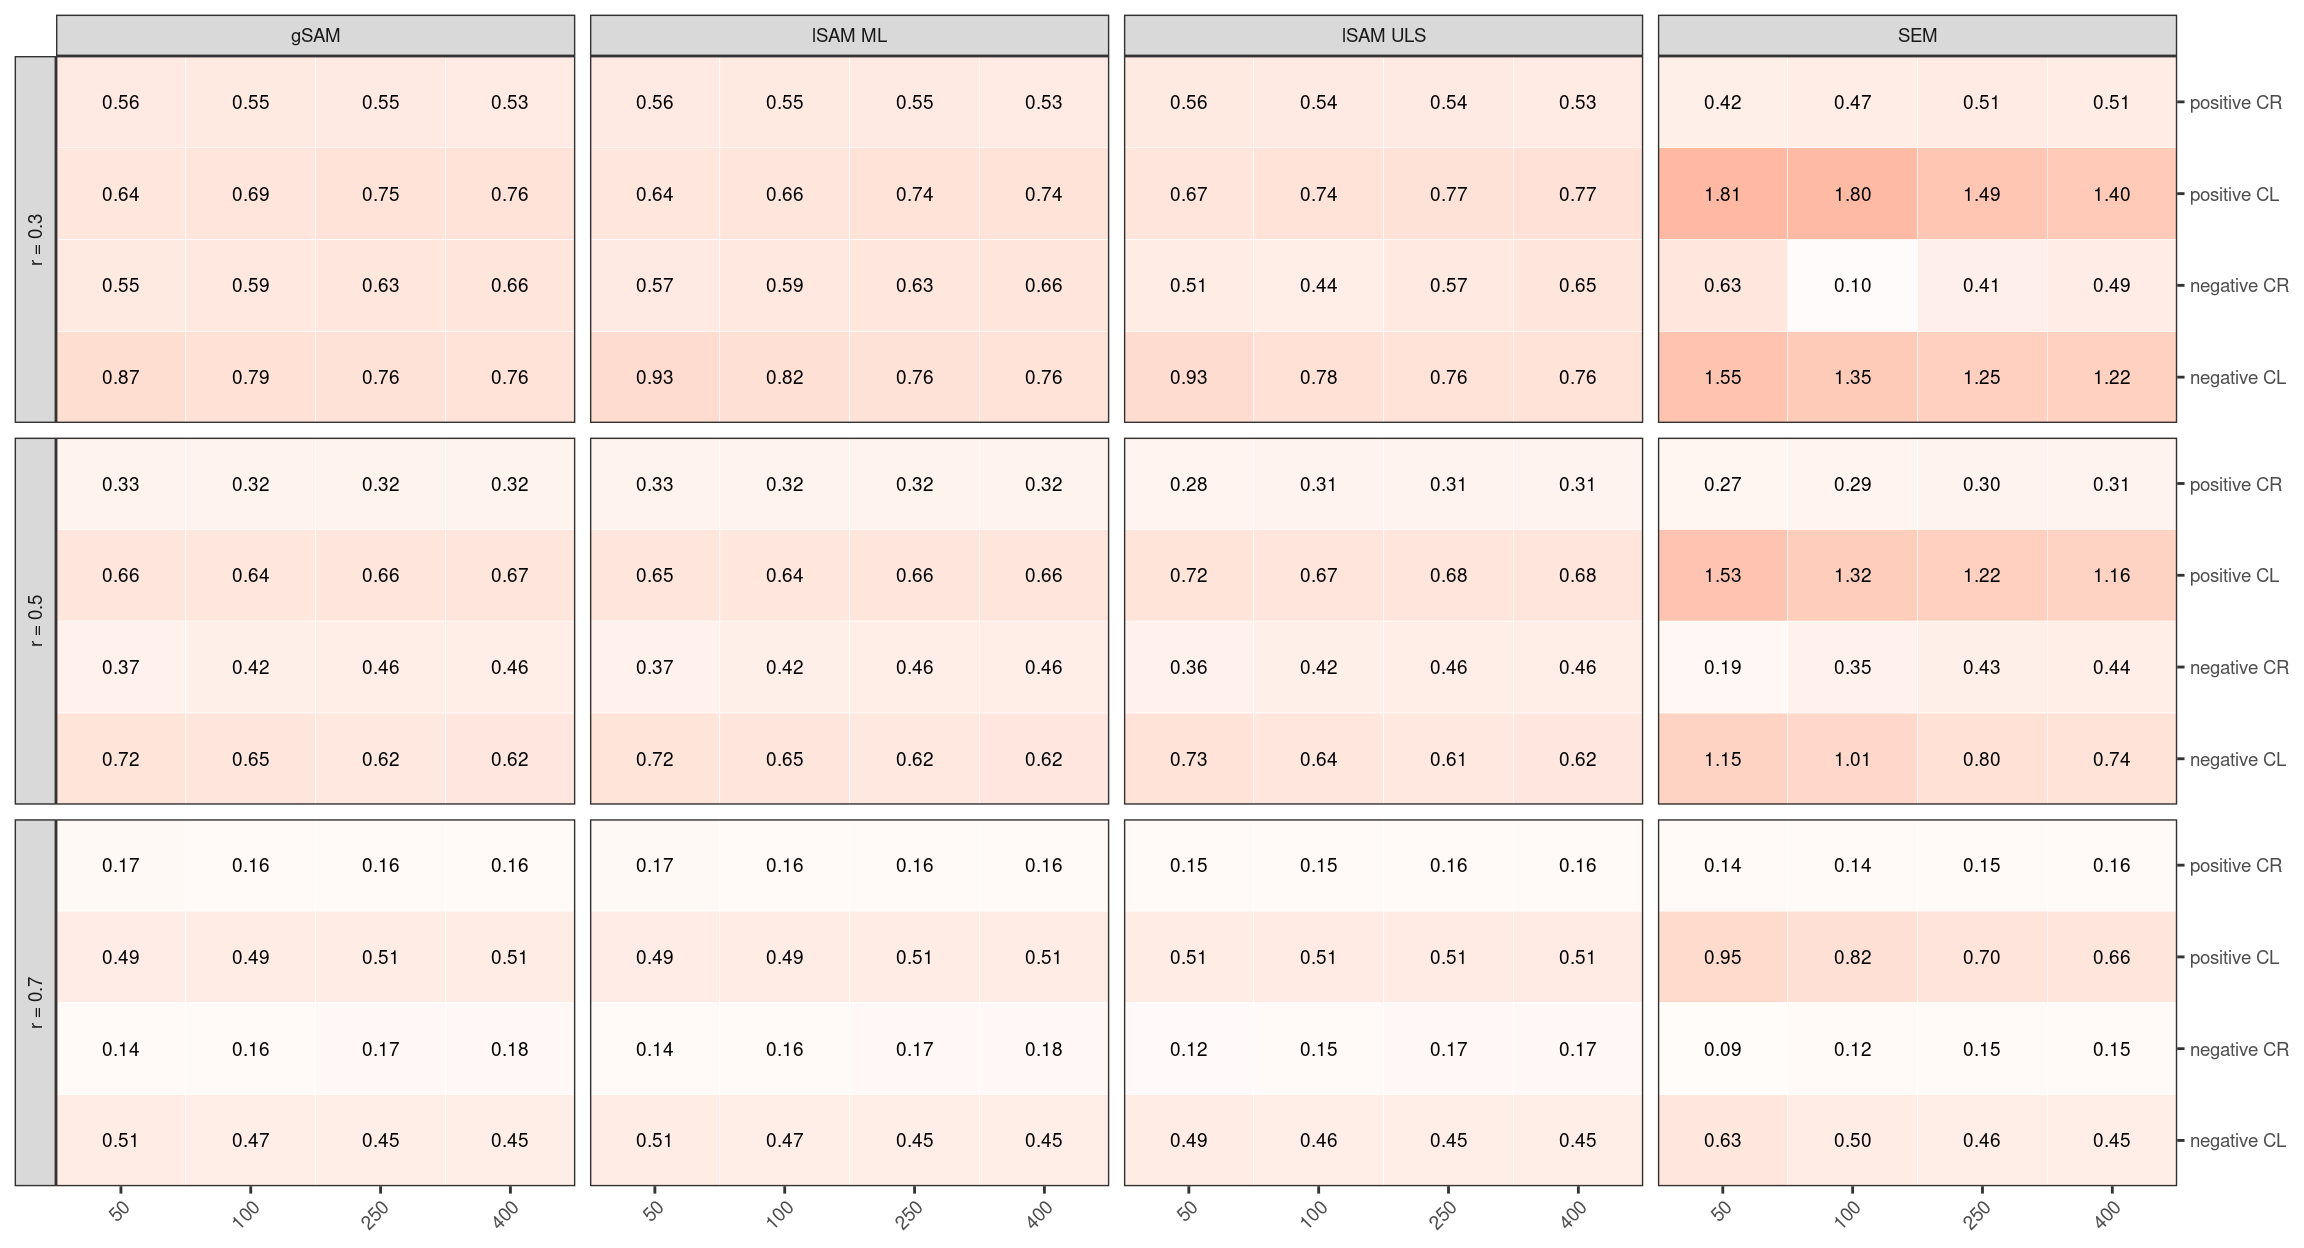 gSAM lSAM ML lSAM ULS SEM
r = 0.3
0.56 0.55 0.55 0.53 0.56 0.55 0.55 0.53 0.56 0.54 0.54 0.53 0.42 0.47 0.51 0.51 positive CR
0.64 0.69 0.75 0.76 0.64 0.66 0.74 0.74 0.67 0.74 0.77 0.77 1.81 1.80 1.49 1.40 positive CL
0.55 0.59 0.63 0.66 0.57 0.59 0.63 0.66 0.51 0.44 0.57 0.65 0.63 0.10 0.41 0.49 negative CR
0.87 0.79 0.76 0.76 0.93 0.82 0.76 0.76 0.93 0.78 0.76 0.76 1.55 1.35 1.25 1.22 negative CL
r = 0.5
0.33 0.32 0.32 0.32 0.33 0.32 0.32 0.32 0.28 0.31 0.31 0.31 0.27 0.29 0.30 0.31 positive CR
0.66 0.64 0.66 0.67 0.65 0.64 0.66 0.66 0.72 0.67 0.68 0.68 1.53 1.32 1.22 1.16 positive CL
0.37 0.42 0.46 0.46 0.37 0.42 0.46 0.46 0.36 0.42 0.46 0.46 0.19 0.35 0.43 0.44 negative CR
0.72 0.65 0.62 0.62 0.72 0.65 0.62 0.62 0.73 0.64 0.61 0.62 1.15 1.01 0.80 0.74 negative CL
r = 0.7
0.17 0.16 0.16 0.16 0.17 0.16 0.16 0.16 0.15 0.15 0.16 0.16 0.14 0.14 0.15 0.16 positive CR
0.49 0.49 0.51 0.51 0.49 0.49 0.51 0.51 0.51 0.51 0.51 0.51 0.95 0.82 0.70 0.66 positive CL
0.14 0.16 0.17 0.18 0.14 0.16 0.17 0.18 0.12 0.15 0.17 0.17 0.09 0.12 0.15 0.15 negative CR
0.51 0.47 0.45 0.45 0.51 0.47 0.45 0.45 0.49 0.46 0.45 0.45 0.63 0.50 0.46 0.45 negative CL
50 100 250 400 50 100 250 400 50 100 250 400 50 100 250 400